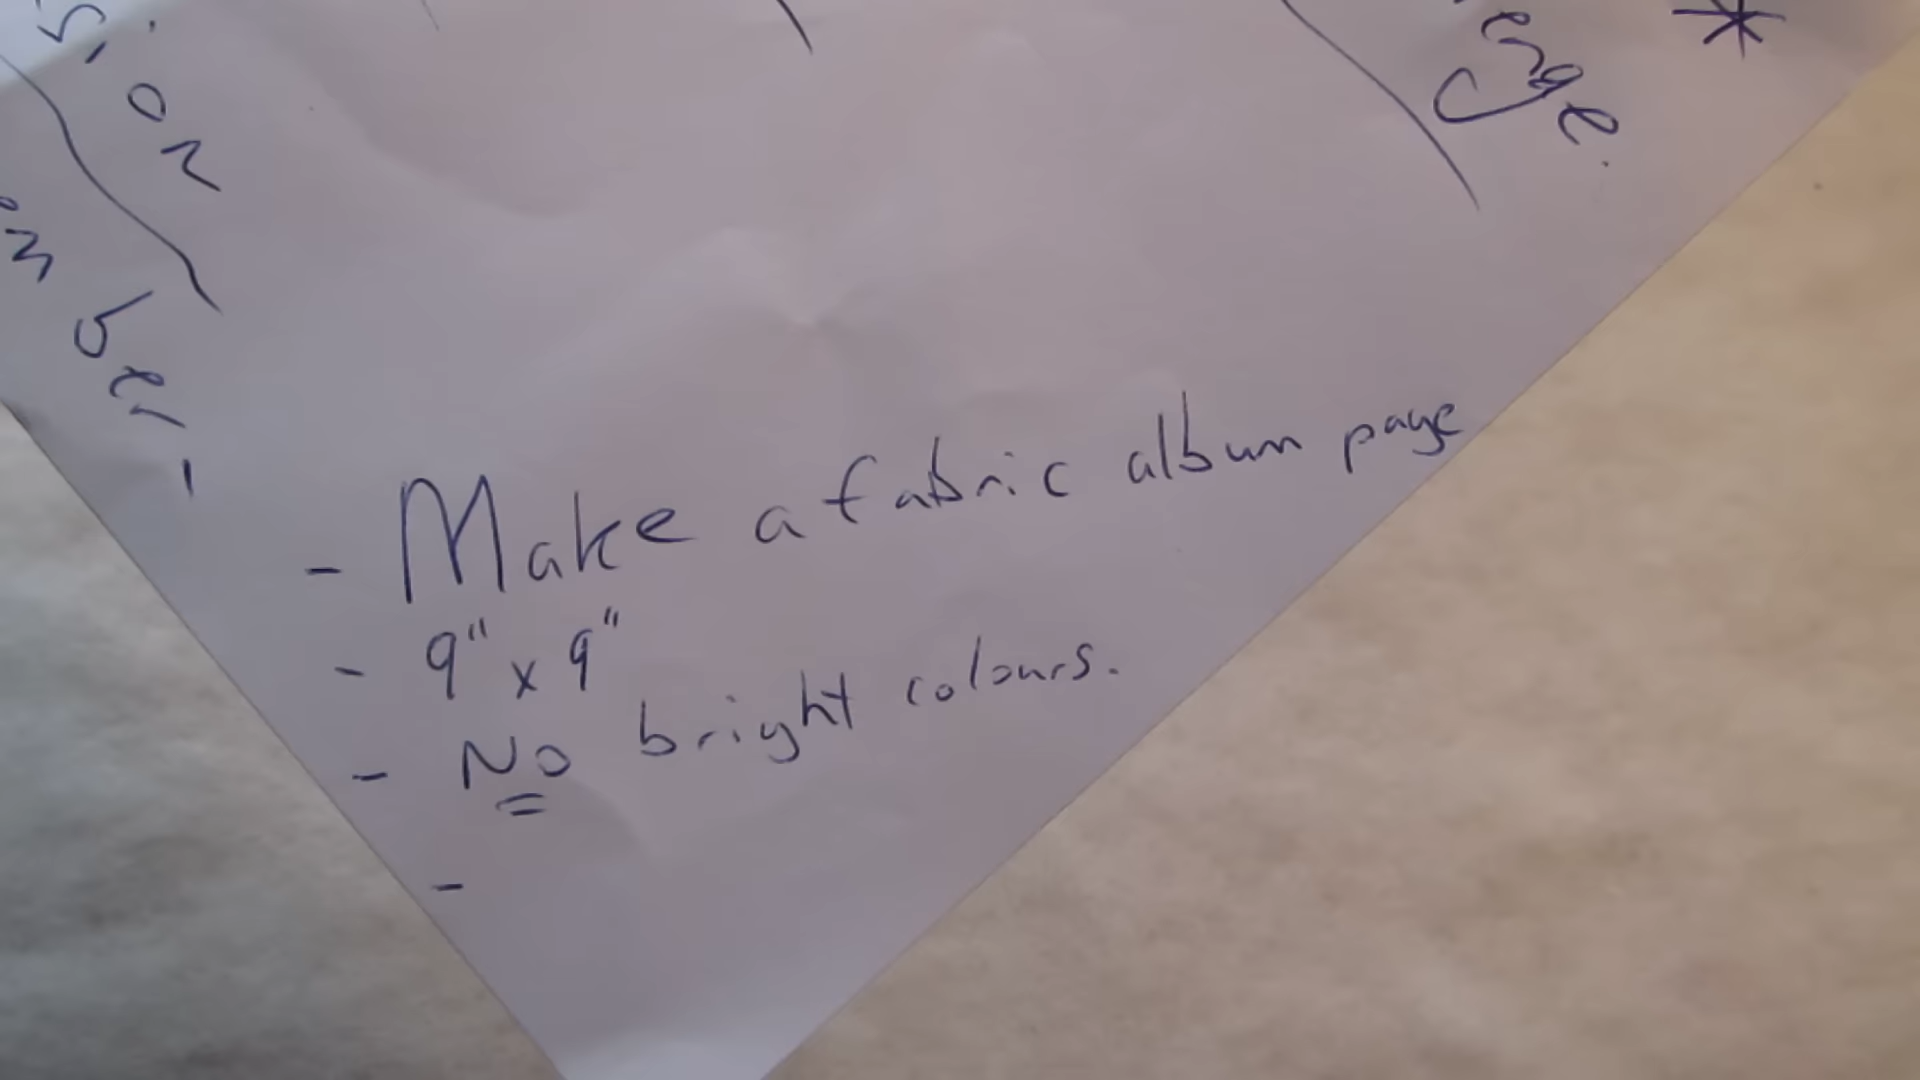 - Make a fabric album page
- 9" x 9"
- No bright colours.
-